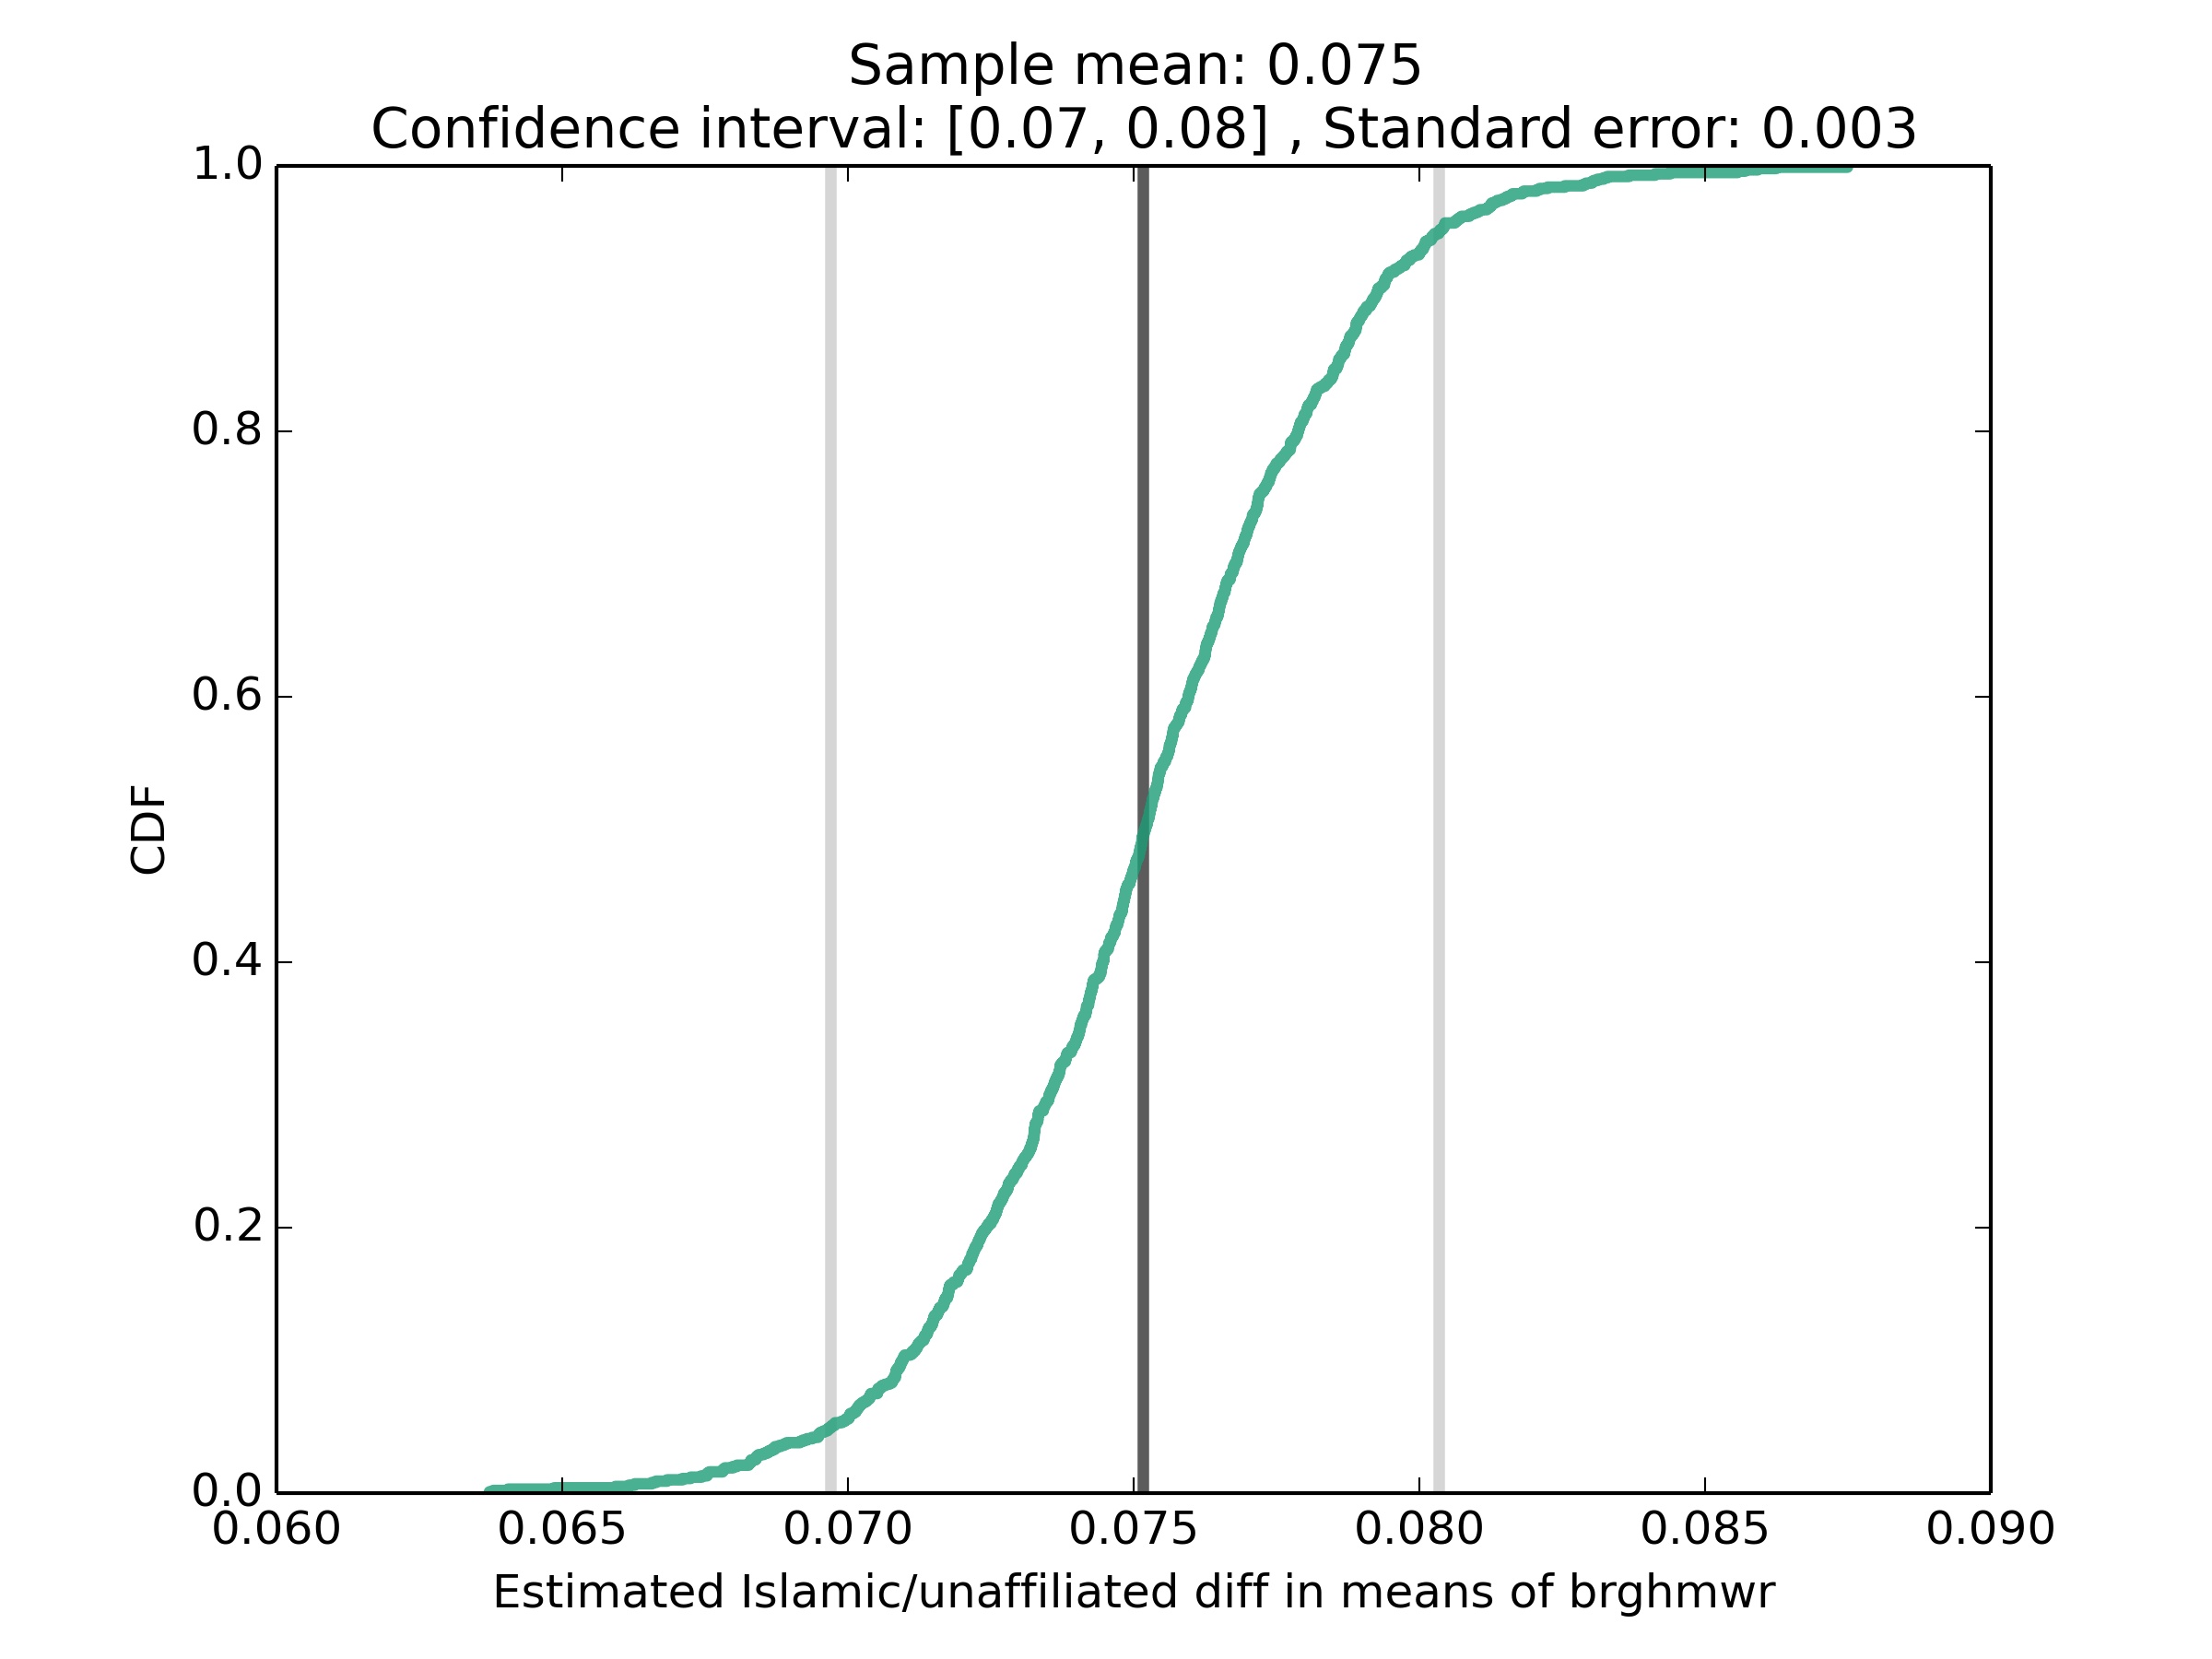 Sample mean: 0.075
Confidence interval: [0.07, 0.08] , Standard error: 0.003
1.0
0.8
0.6
0.4
0.2
0.0
CDF
0.060 0.065 0.070 0.075 0.080 0.085 0.090
Estimated Islamic/unaffiliated diff in means of brghmwr